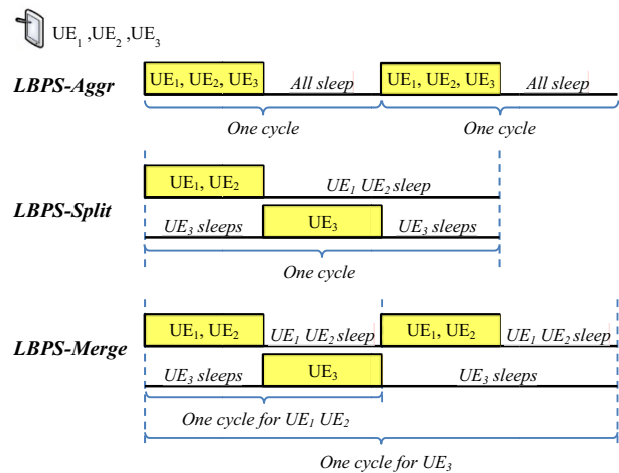 UE1 ,UE2 ,UE3
LBPS-Aggr
UE1, UE2, UE3 All sleep UE1, UE2, UE3 All sleep
One cycle One cycle
LBPS-Split
UE1, UE2 UE1 UE2 sleep
UE3 sleeps UE3 UE3 sleeps
One cycle
LBPS-Merge
UE1, UE2 UE1 UE2 sleep UE1, UE2 UE1 UE2 sleep
UE3 sleeps UE3 UE3 sleeps
One cycle for UE1 UE2
One cycle for UE3